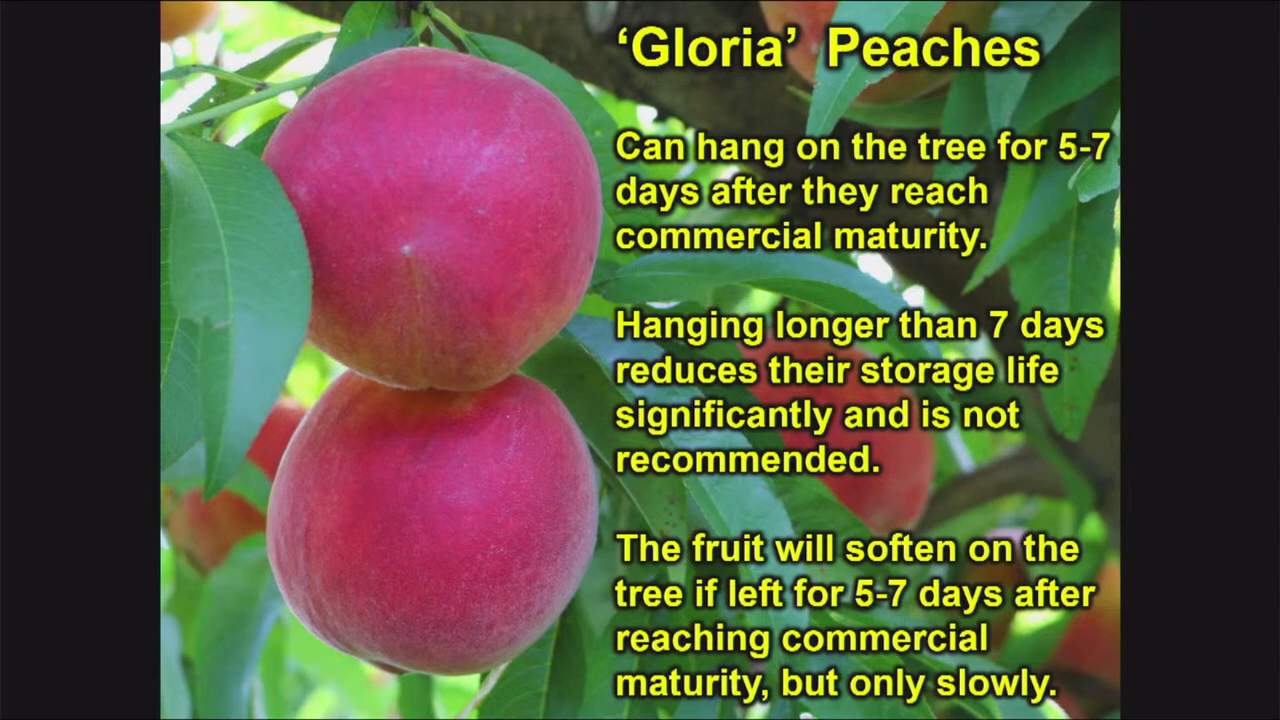 ‘Gloria’ Peaches
Can hang on the tree for 5-7
days after they reach
commercial maturity.
Hanging longer than 7 days
reduces their storage life
significantly and is not
recommended.
The fruit will soften on the
tree if left for 5-7 days after
reaching commercial
maturity, but only slowly.